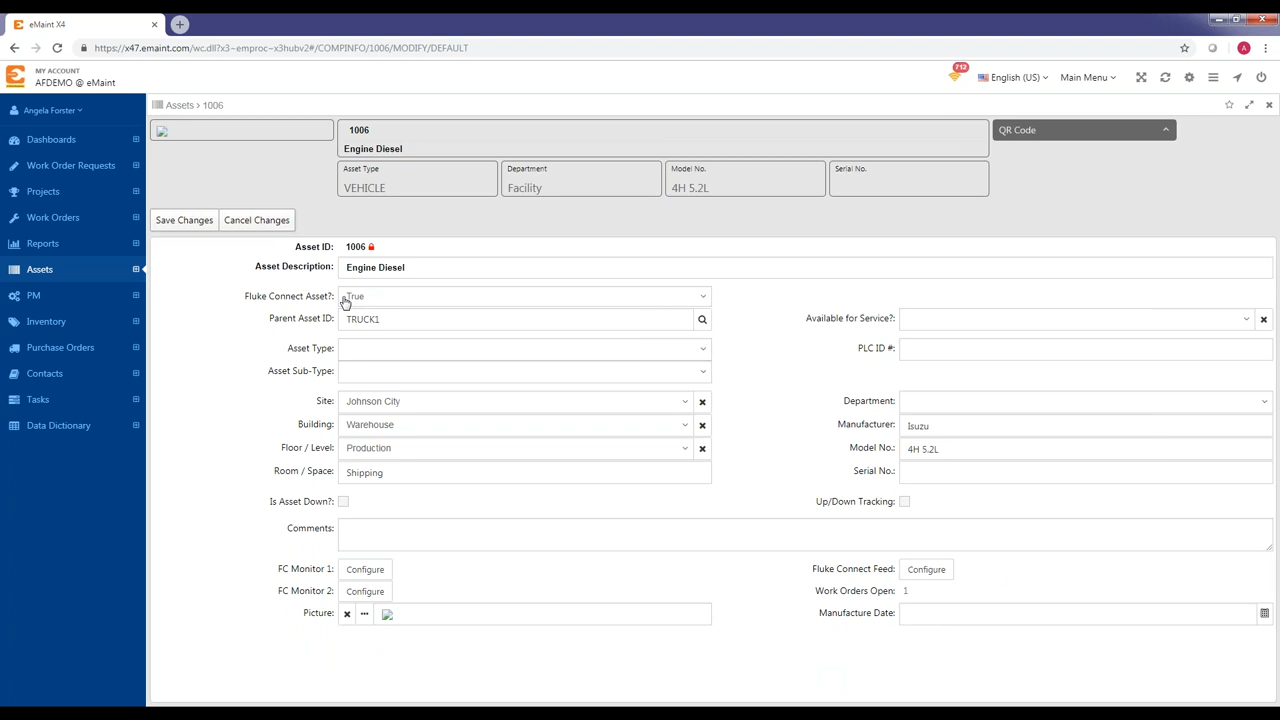 eMaint X4
https://x47.emaint.com/wc.dll?x3~emproc~x3hubv2#/COMPINFO/1006/MODIFY/DEFAULT
A
MY ACCOUNT
AFDEMO @ eMaint
712
English (US)
Main Menu
Angela Forster
Dashboards
Work Order Requests
Projects
Work Orders
Reports
Assets
PM
Inventory
Purchase Orders
Contacts
Tasks
Data Dictionary
Assets › 1006
1006
Engine Diesel
QR Code
Asset Type
VEHICLE
Department
Facility
Model No.
4H 5.2L
Serial No.
Save Changes
Cancel Changes
Asset ID: 1006
Asset Description: Engine Diesel
Fluke Connect Asset?: True
Parent Asset ID: TRUCK1
Available for Service?:
Asset Type:
PLC ID #:
Asset Sub-Type:
Site: Johnson City
Department:
Building: Warehouse
Manufacturer: Isuzu
Floor / Level: Production
Model No.: 4H 5.2L
Room / Space: Shipping
Serial No.:
Is Asset Down?:
Up/Down Tracking:
Comments:
FC Monitor 1: Configure
Fluke Connect Feed: Configure
FC Monitor 2: Configure
Work Orders Open: 1
Picture:
Manufacture Date: